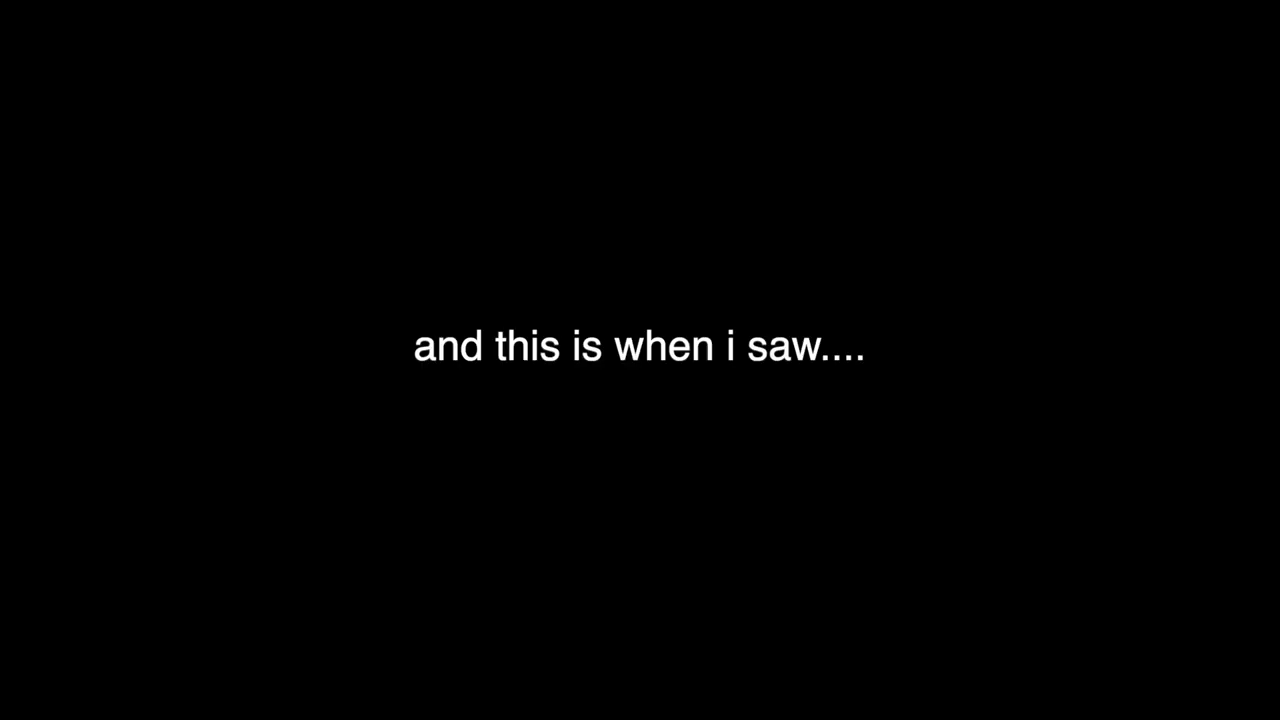 and this is when i saw....